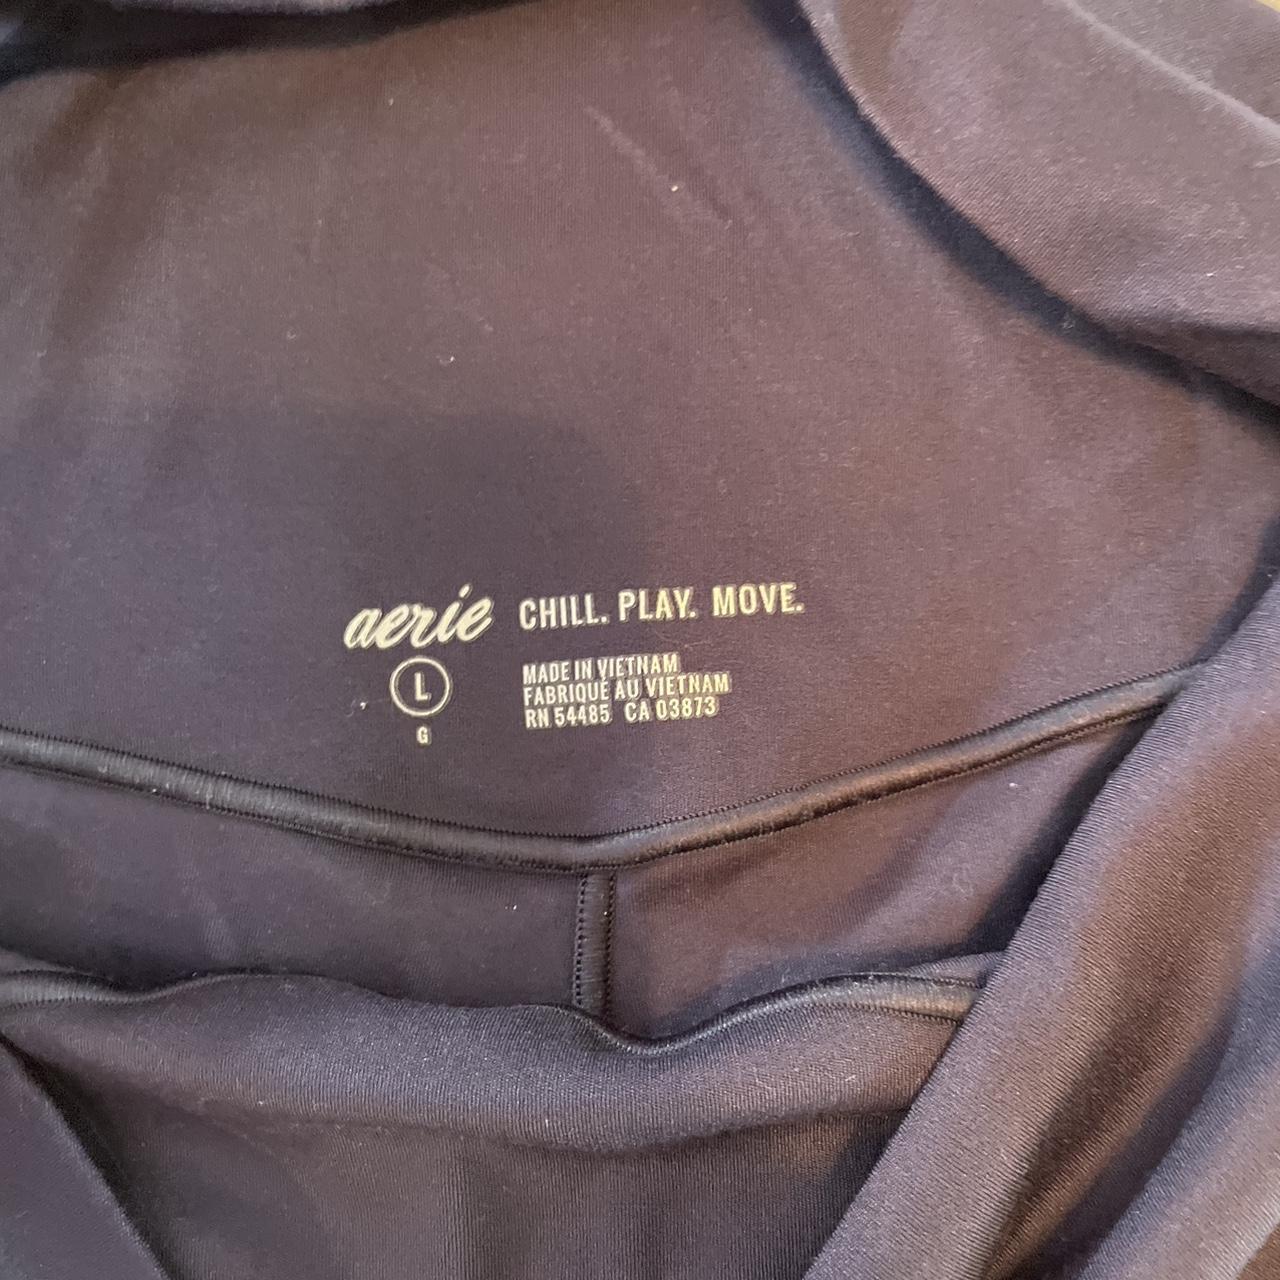 aerie CHILL. PLAY. MOVE.
L
G
MADE IN VIETNAM
FABRIQUÉ AU VIETNAM
RN 54485 CA 03873